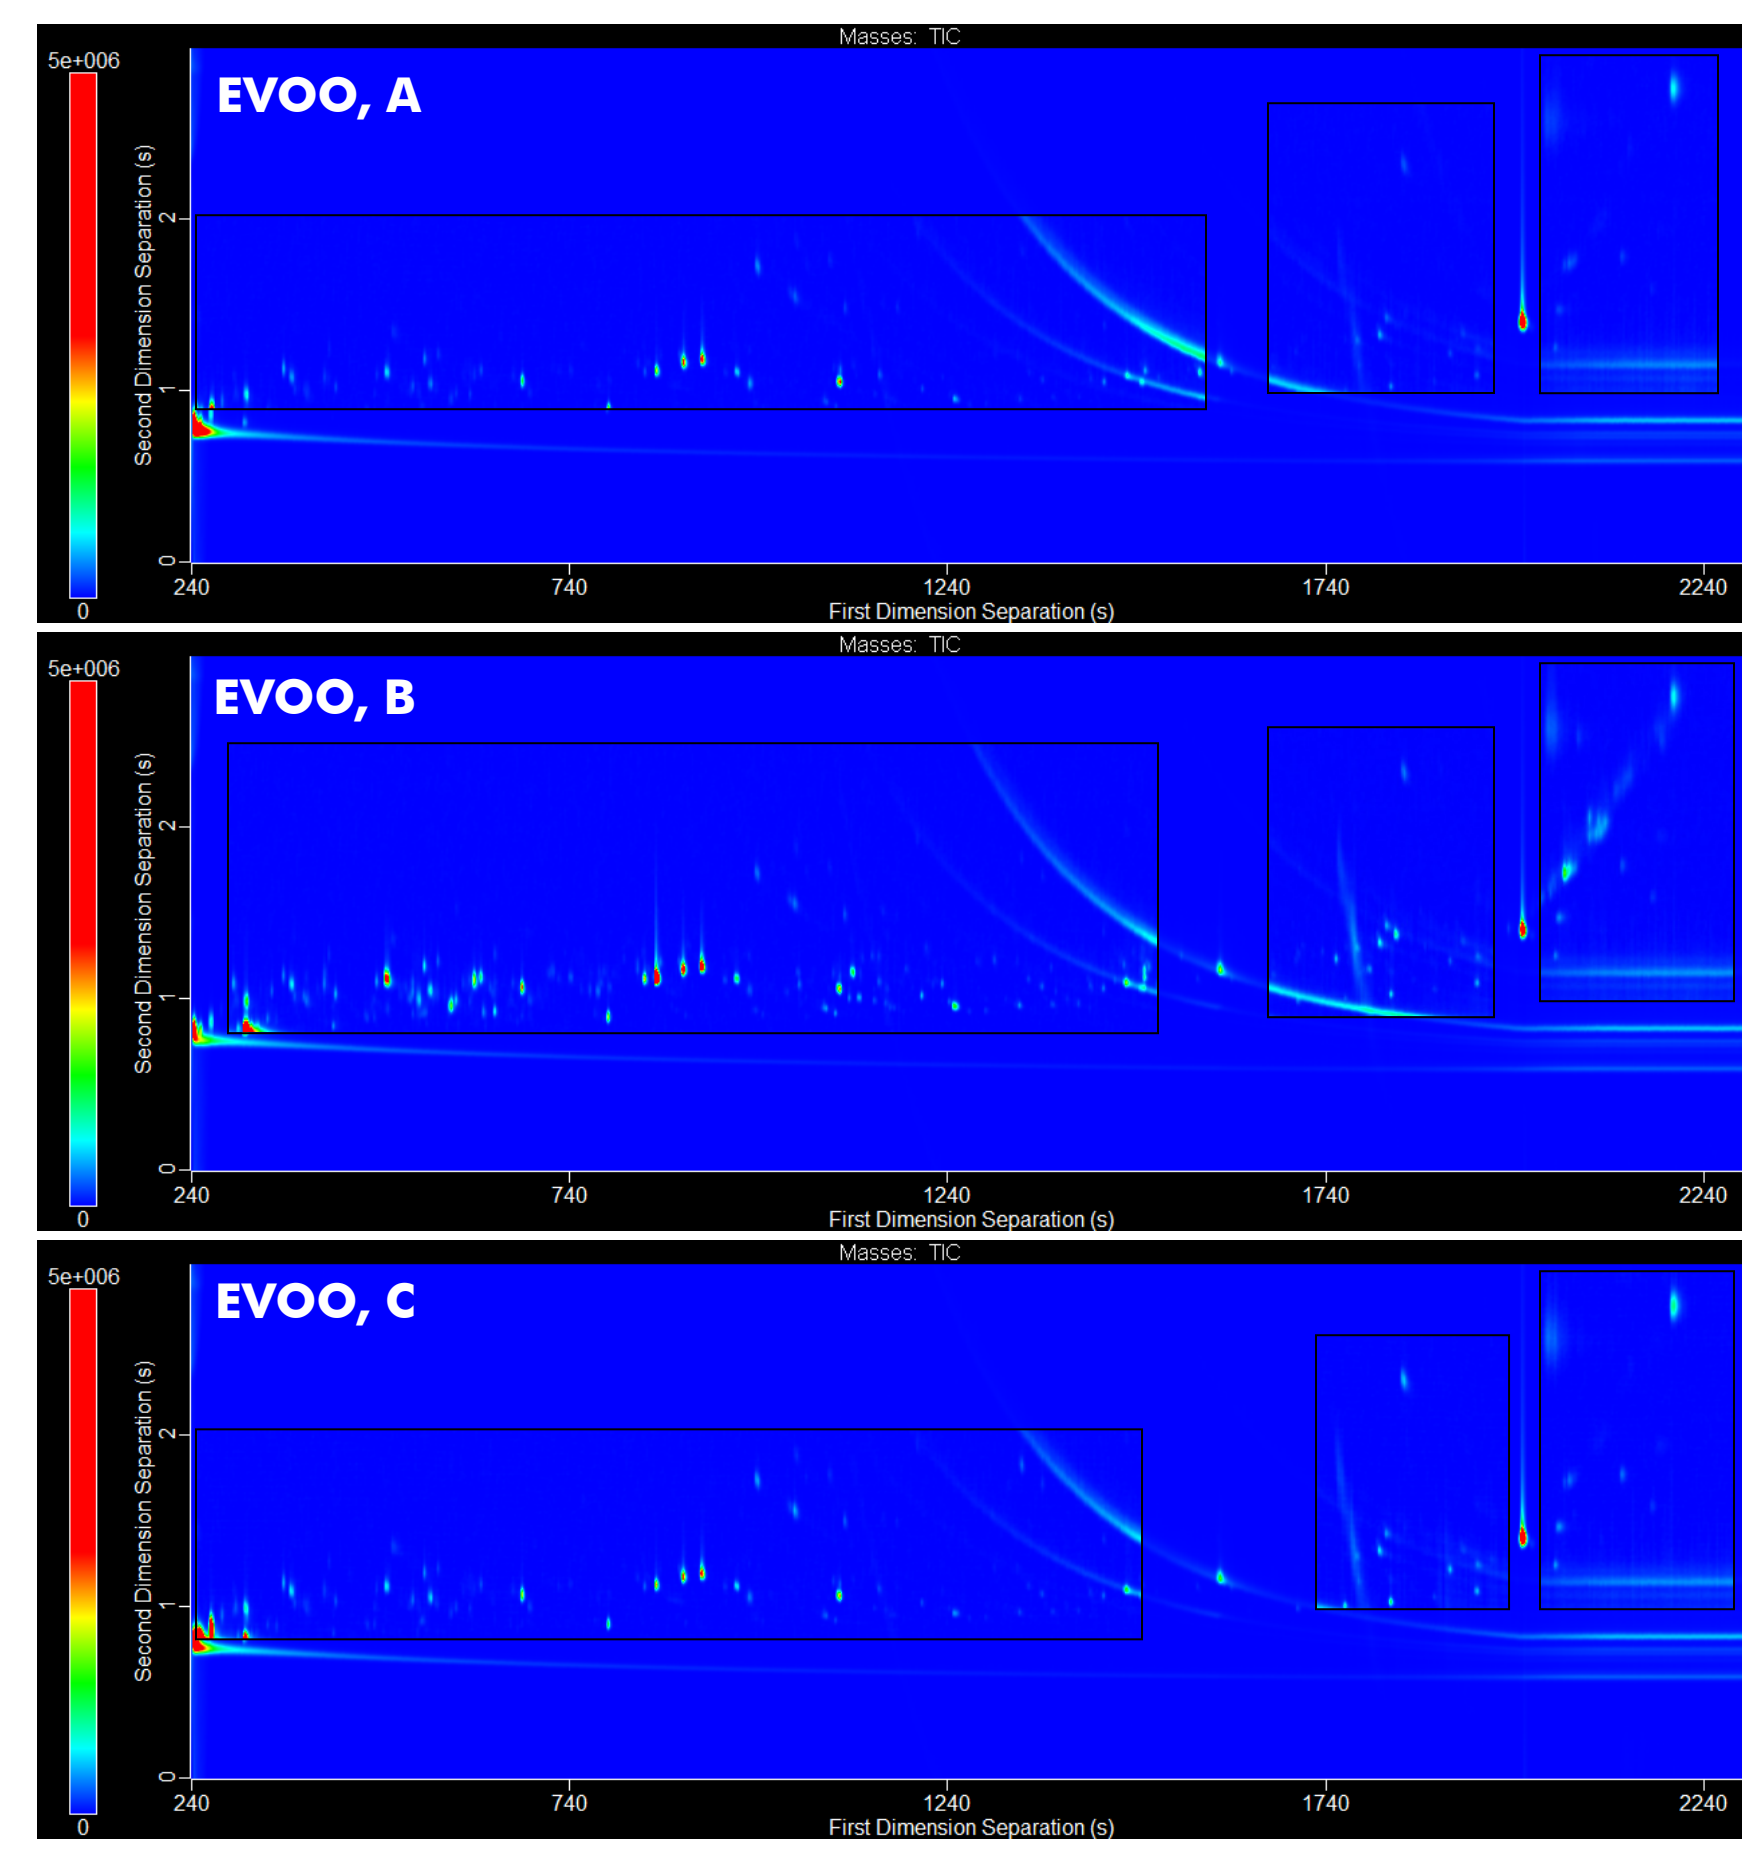 Masses: TIC
5e+006
EVOO, A
Second Dimension Separation (s)
2
1
0
0
240 740 1240 1740 2240
First Dimension Separation (s)
Masses: TIC
5e+006
EVOO, B
Second Dimension Separation (s)
2
1
0
0
240 740 1240 1740 2240
First Dimension Separation (s)
Masses: TIC
5e+006
EVOO, C
Second Dimension Separation (s)
2
1
0
0
240 740 1240 1740 2240
First Dimension Separation (s)